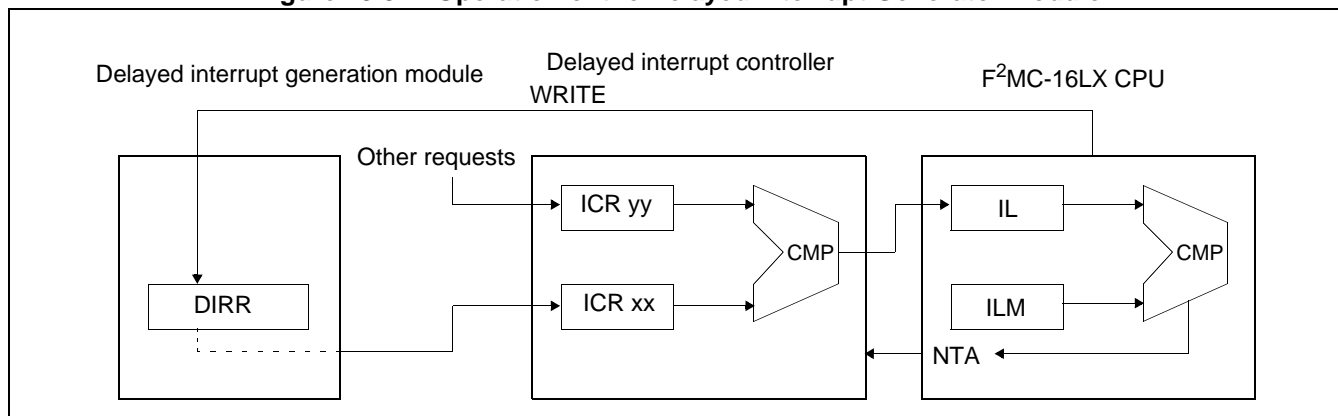 Delayed interrupt generation module
Delayed interrupt controller
F²MC-16LX CPU
WRITE
Other requests
ICR yy
IL
CMP
CMP
DIRR
ICR xx
ILM
NTA